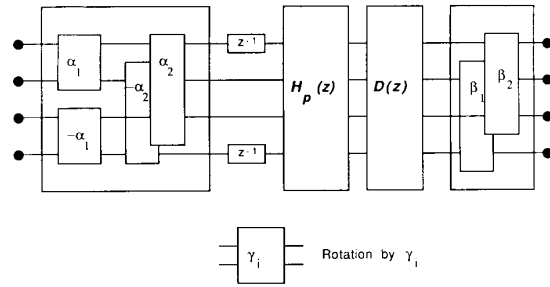 α₁ α₂ z⁻¹ Hₚ(z) D(z) β₂
−α₂ β₁
−α₁
z⁻¹
γᵢ Rotation by γᵢ